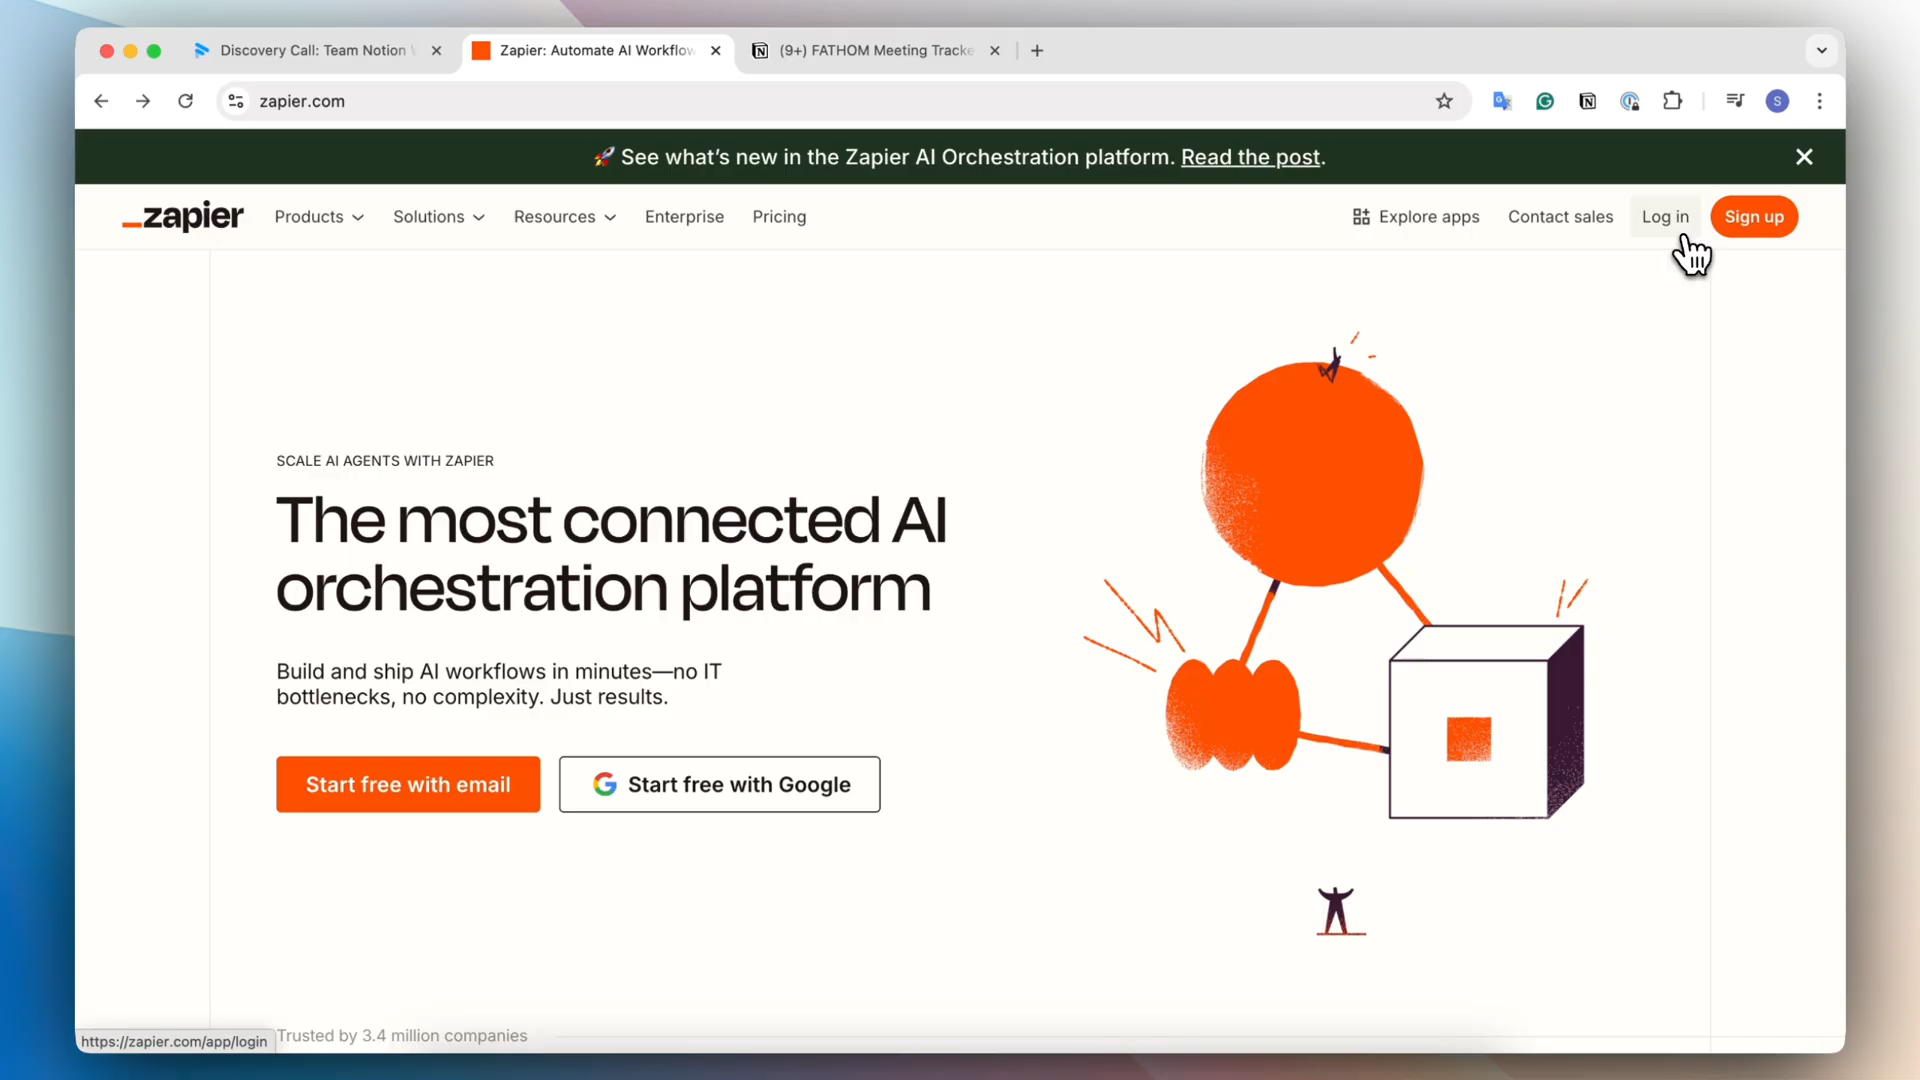 Discovery Call: Team Notion
Zapier: Automate AI Workflow
(9+) FATHOM Meeting Tracke
zapier.com
S
🚀 See what's new in the Zapier AI Orchestration platform. Read the post.
zapier
Products
Solutions
Resources
Enterprise
Pricing
Explore apps
Contact sales
Log in
Sign up
SCALE AI AGENTS WITH ZAPIER
The most connected AI
orchestration platform
Build and ship AI workflows in minutes—no IT
bottlenecks, no complexity. Just results.
Start free with email
Start free with Google
Trusted by 3.4 million companies
https://zapier.com/app/login